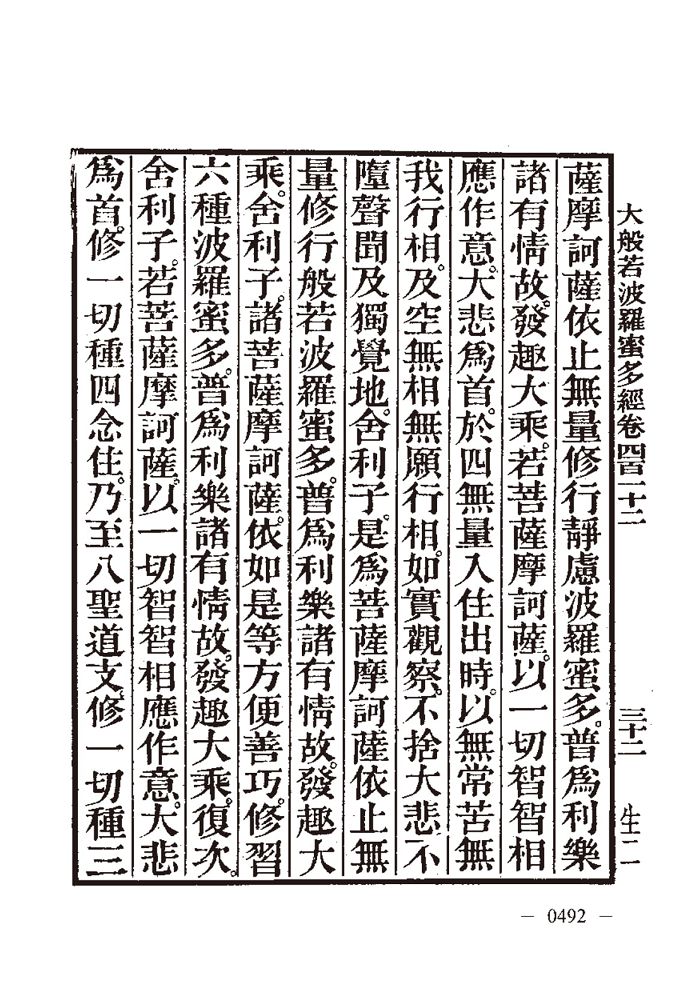 大般若波羅蜜多經卷四百二十二 三十二 生二
薩摩訶薩依止無量修行靜慮波羅蜜多。普爲利樂
諸有情故。發趣大乘。若菩薩摩訶薩。以一切智智相
應作意。大悲爲首。於四無量入住出時。以無常苦無
我行相。及空無相無願行相。如實觀察。不捨大悲。不
墮聲聞及獨覺地。舍利子。是爲菩薩摩訶薩依止無
量修行般若波羅蜜多。普爲利樂諸有情故。發趣大
乘。舍利子。諸菩薩摩訶薩。依如是等方便善巧。修習
六種波羅蜜多。普爲利樂諸有情故。發趣大乘。復次。
舍利子。若菩薩摩訶薩。以一切智智相應作意。大悲
爲首。修一切種四念住。乃至八聖道支。修一切種三
— 0492 —